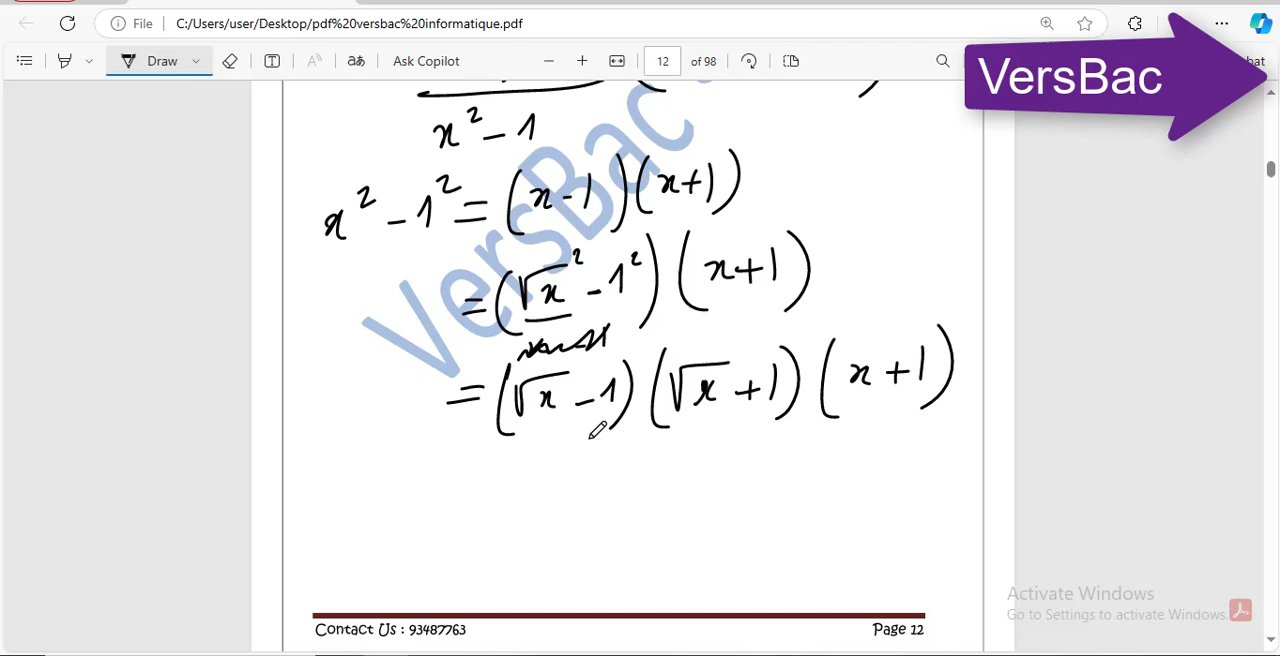 File C:/Users/user/Desktop/pdf%20versbac%20informatique.pdf
Draw Ask Copilot 12 of 98
VersBac
x² - 1
x² - 1² = (x - 1)(x + 1)
= (√x² - 1²)(x + 1)
= (√x - 1)(√x + 1)(x + 1)
VersBac
Activate Windows
Go to Settings to activate Windows.
Contact Us : 93487763 Page 12